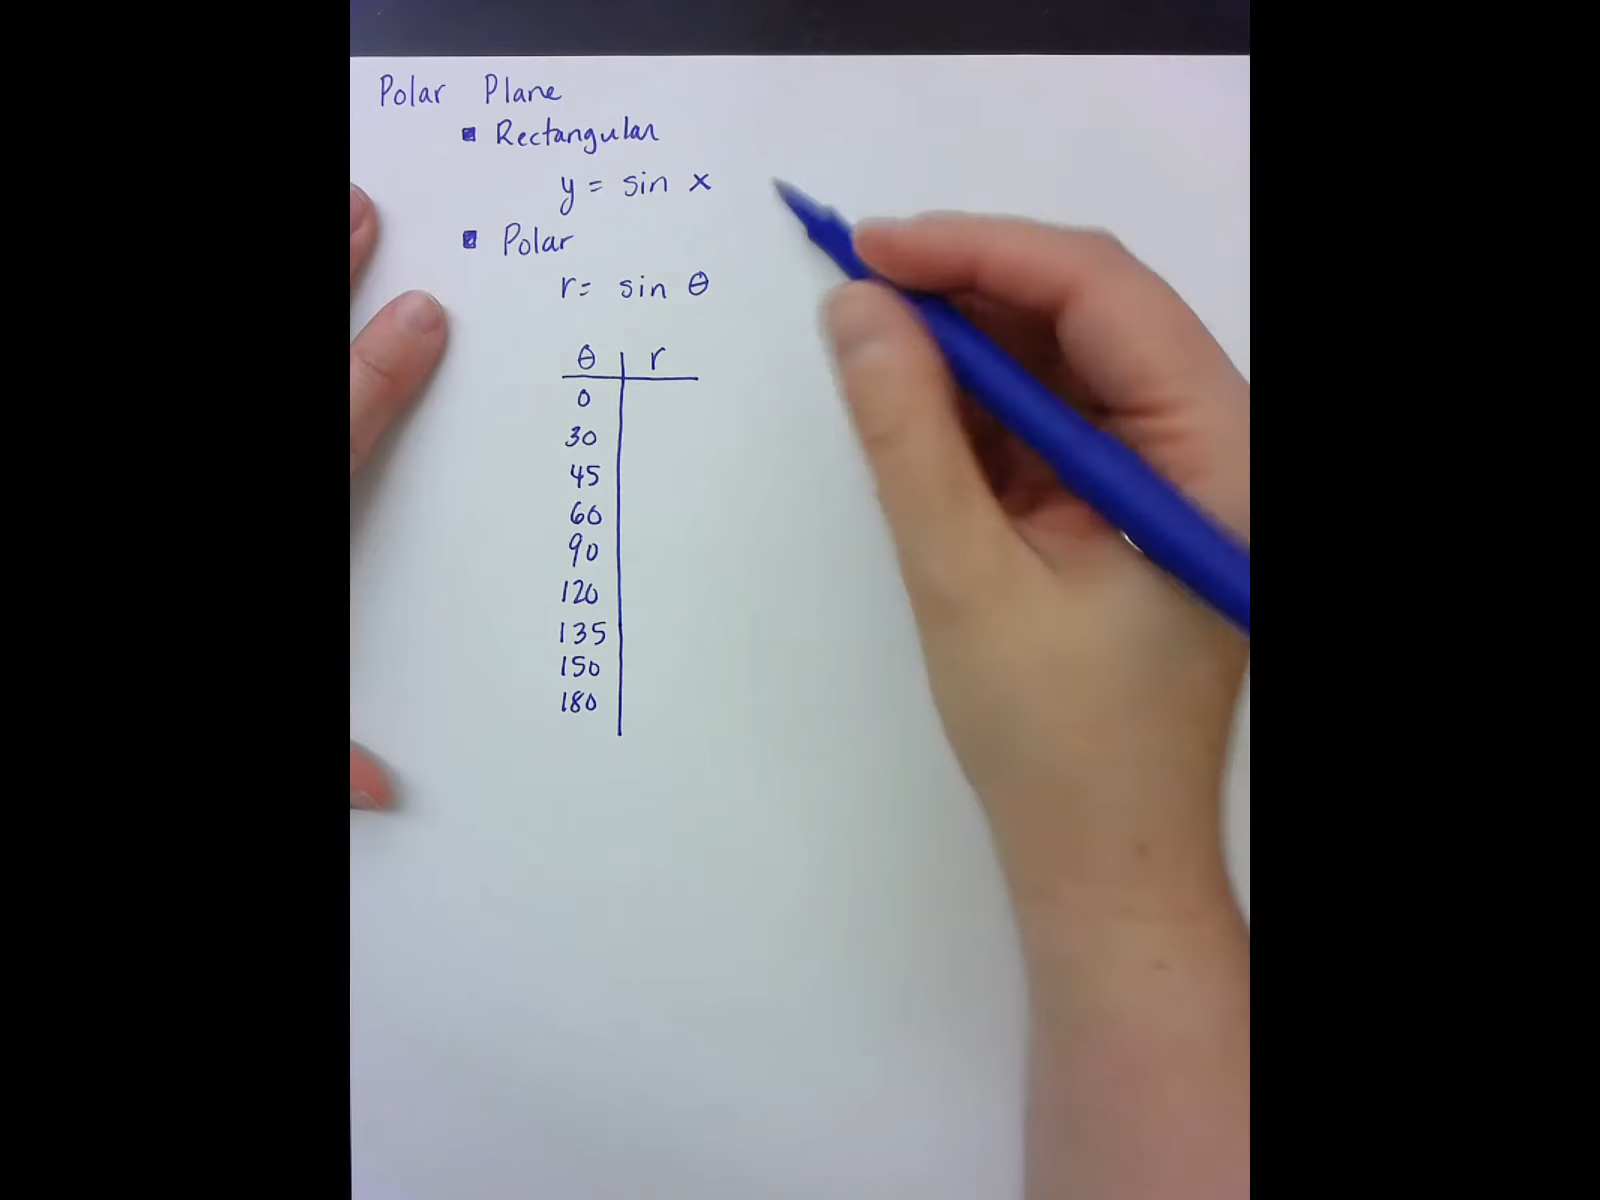 Polar Plane
▪ Rectangular
y = sin x
▪ Polar
r = sin θ
θ | r
0
30
45
60
90
120
135
150
180